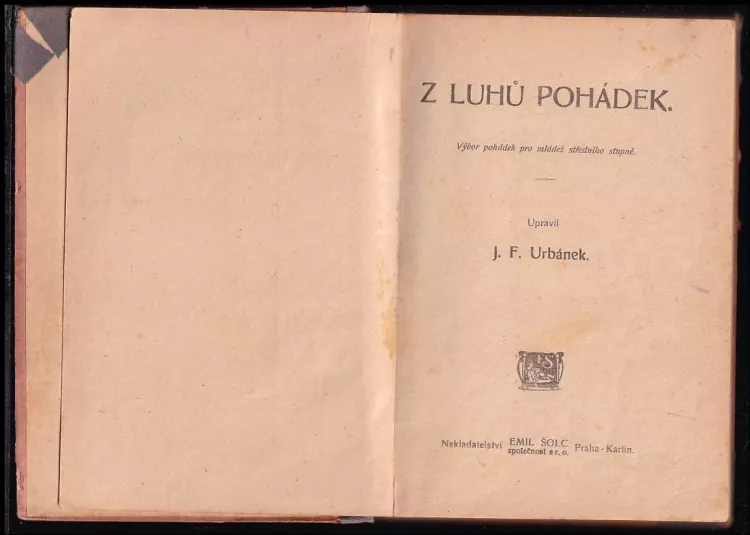 Z LUHŮ POHÁDEK.
Výbor pohádek pro mládež středního stupně.
Upravil
J. F. Urbánek.
Nakladatelství EMIL ŠOLC společnost s r. o. Praha-Karlín.